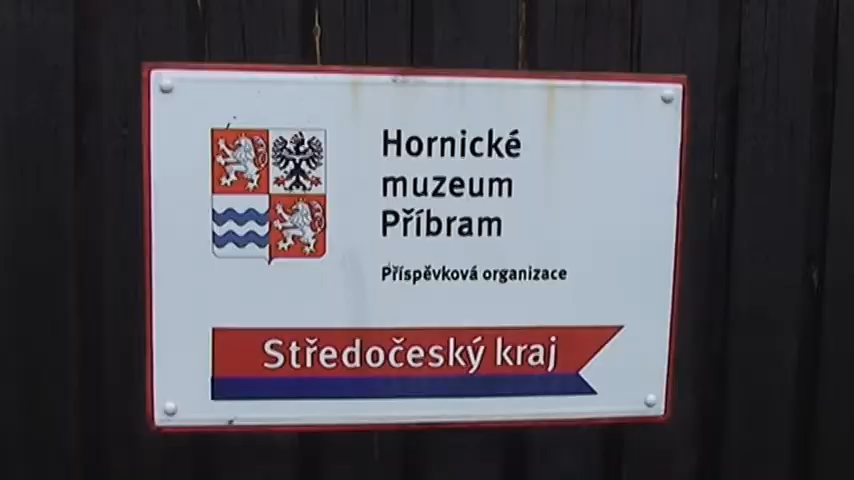 Hornické
muzeum
Příbram
Příspěvková organizace
Středočeský kraj